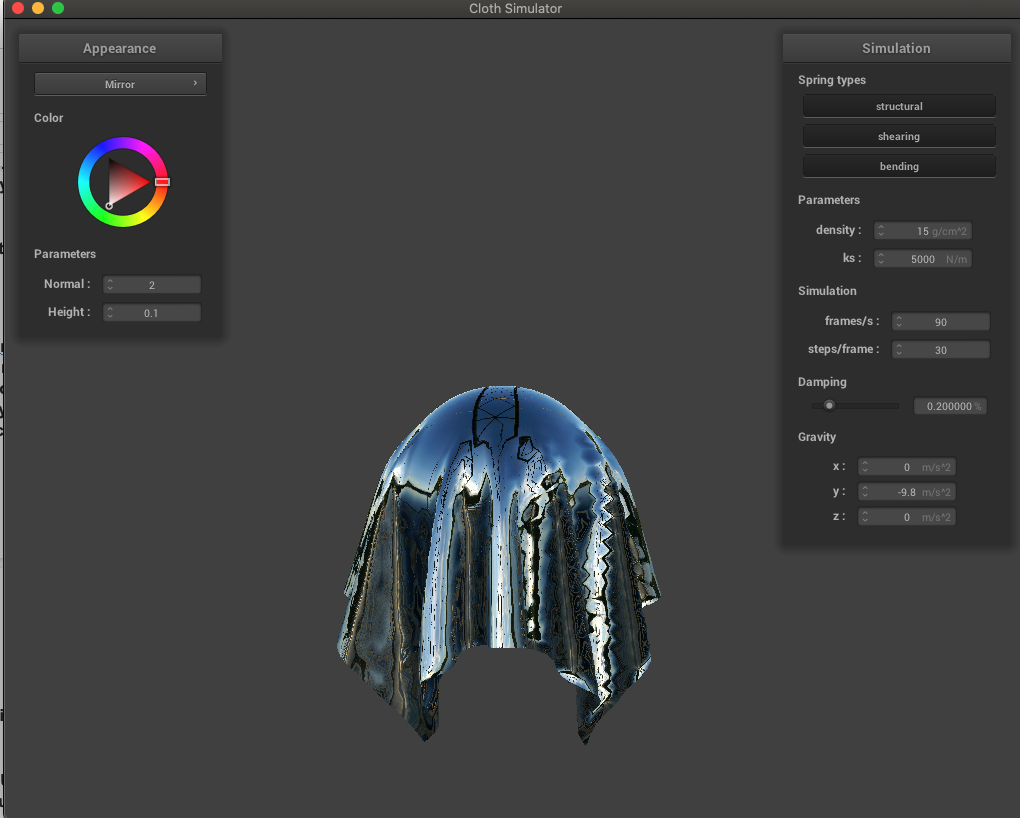 Cloth Simulator
Appearance
Mirror
Color
Parameters
Normal : 2
Height : 0.1
Simulation
Spring types
structural
shearing
bending
Parameters
density : 15 g/cm^2
ks : 5000 N/m
Simulation
frames/s : 90
steps/frame : 30
Damping
0.200000 %
Gravity
x : 0 m/s^2
y : -9.8 m/s^2
z : 0 m/s^2